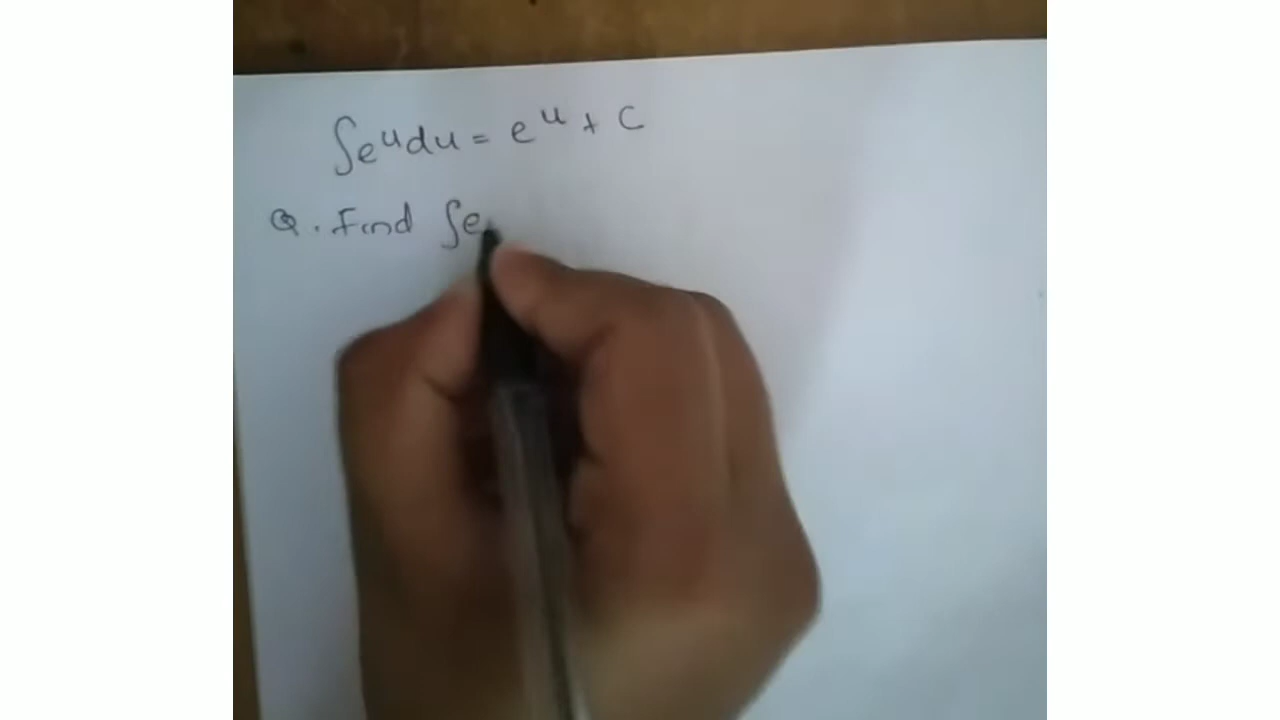 ∫e^u du = e^u + c
Q. Find ∫e